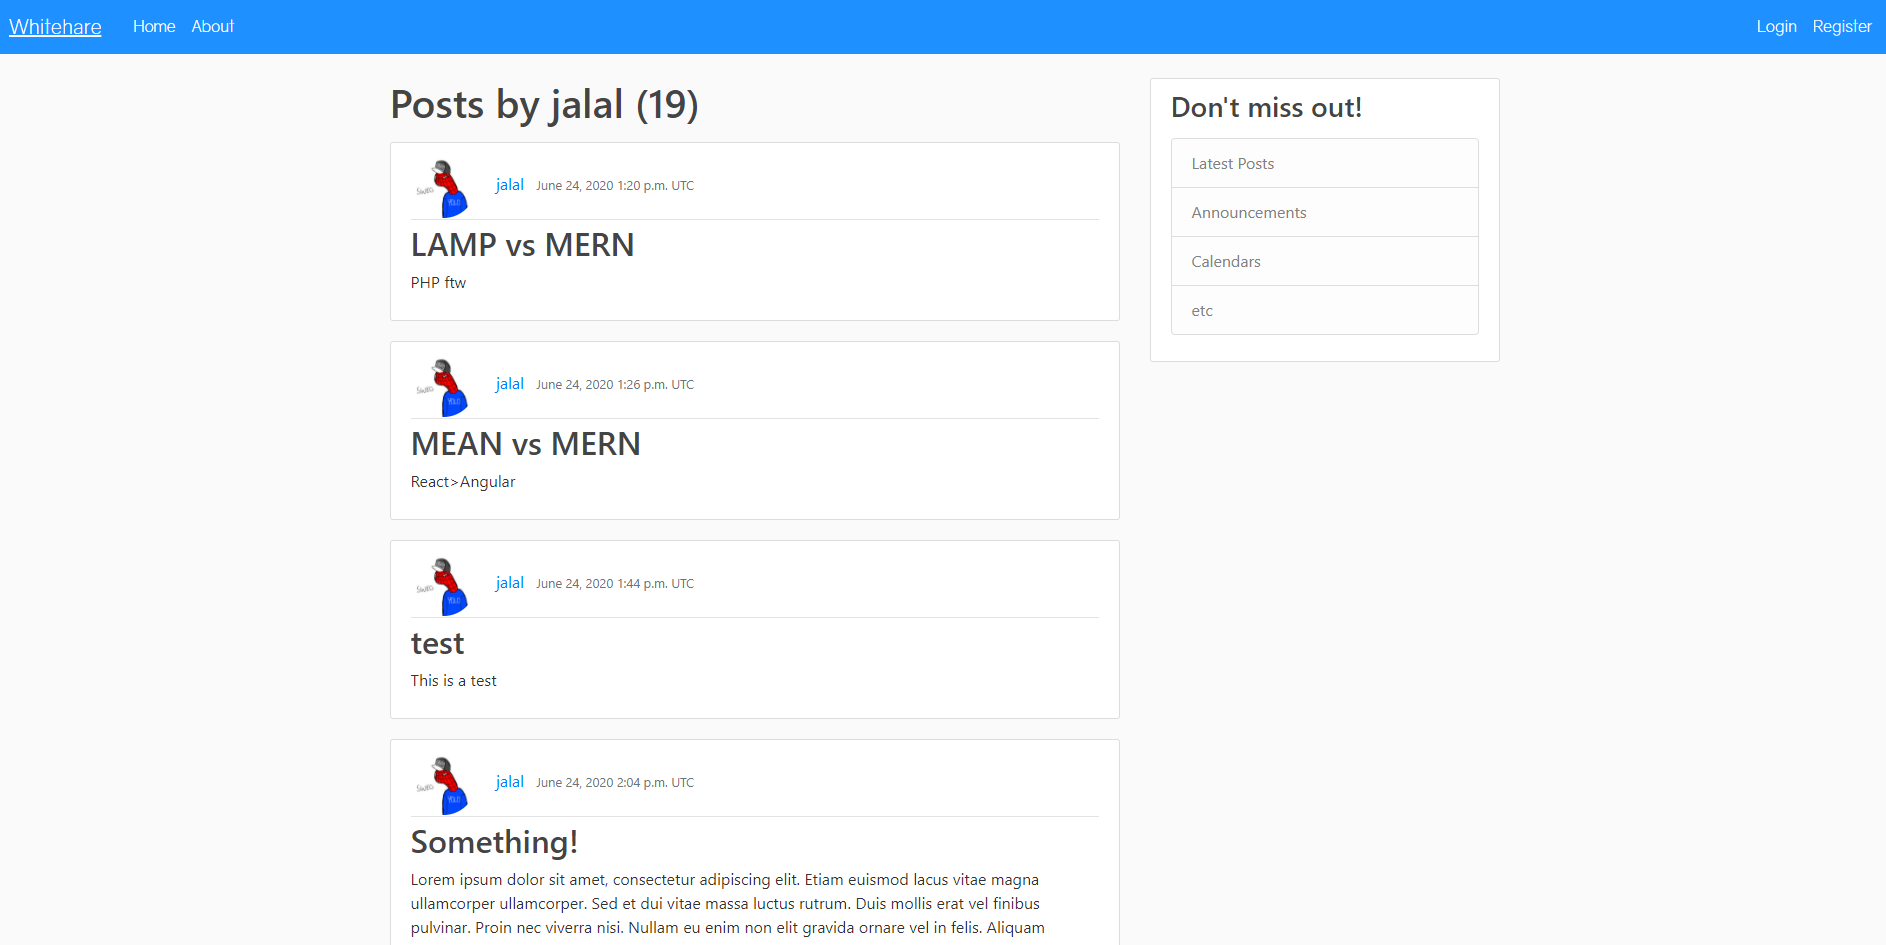 Whitehare Home About Login Register
Posts by jalal (19)
jalal June 24, 2020 1:20 p.m. UTC
LAMP vs MERN
PHP ftw
jalal June 24, 2020 1:26 p.m. UTC
MEAN vs MERN
React>Angular
jalal June 24, 2020 1:44 p.m. UTC
test
This is a test
jalal June 24, 2020 2:04 p.m. UTC
Something!
Lorem ipsum dolor sit amet, consectetur adipiscing elit. Etiam euismod lacus vitae magna
ullamcorper ullamcorper. Sed et dui vitae massa luctus rutrum. Duis mollis erat vel finibus
pulvinar. Proin nec viverra nisi. Nullam eu enim non elit gravida ornare vel in felis. Aliquam
Don't miss out!
Latest Posts
Announcements
Calendars
etc